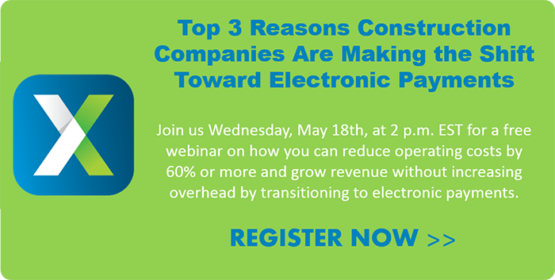 Top 3 Reasons Construction
Companies Are Making the Shift
Toward Electronic Payments
Join us Wednesday, May 18th, at 2 p.m. EST for a free
webinar on how you can reduce operating costs by
60% or more and grow revenue without increasing
overhead by transitioning to electronic payments.
REGISTER NOW >>